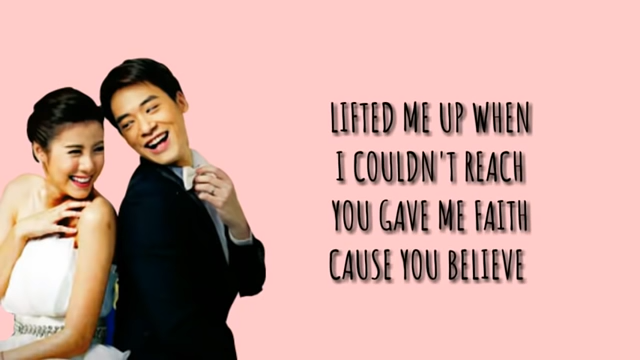 LIFTED ME UP WHEN
I COULDN'T REACH
YOU GAVE ME FAITH
CAUSE YOU BELIEVE